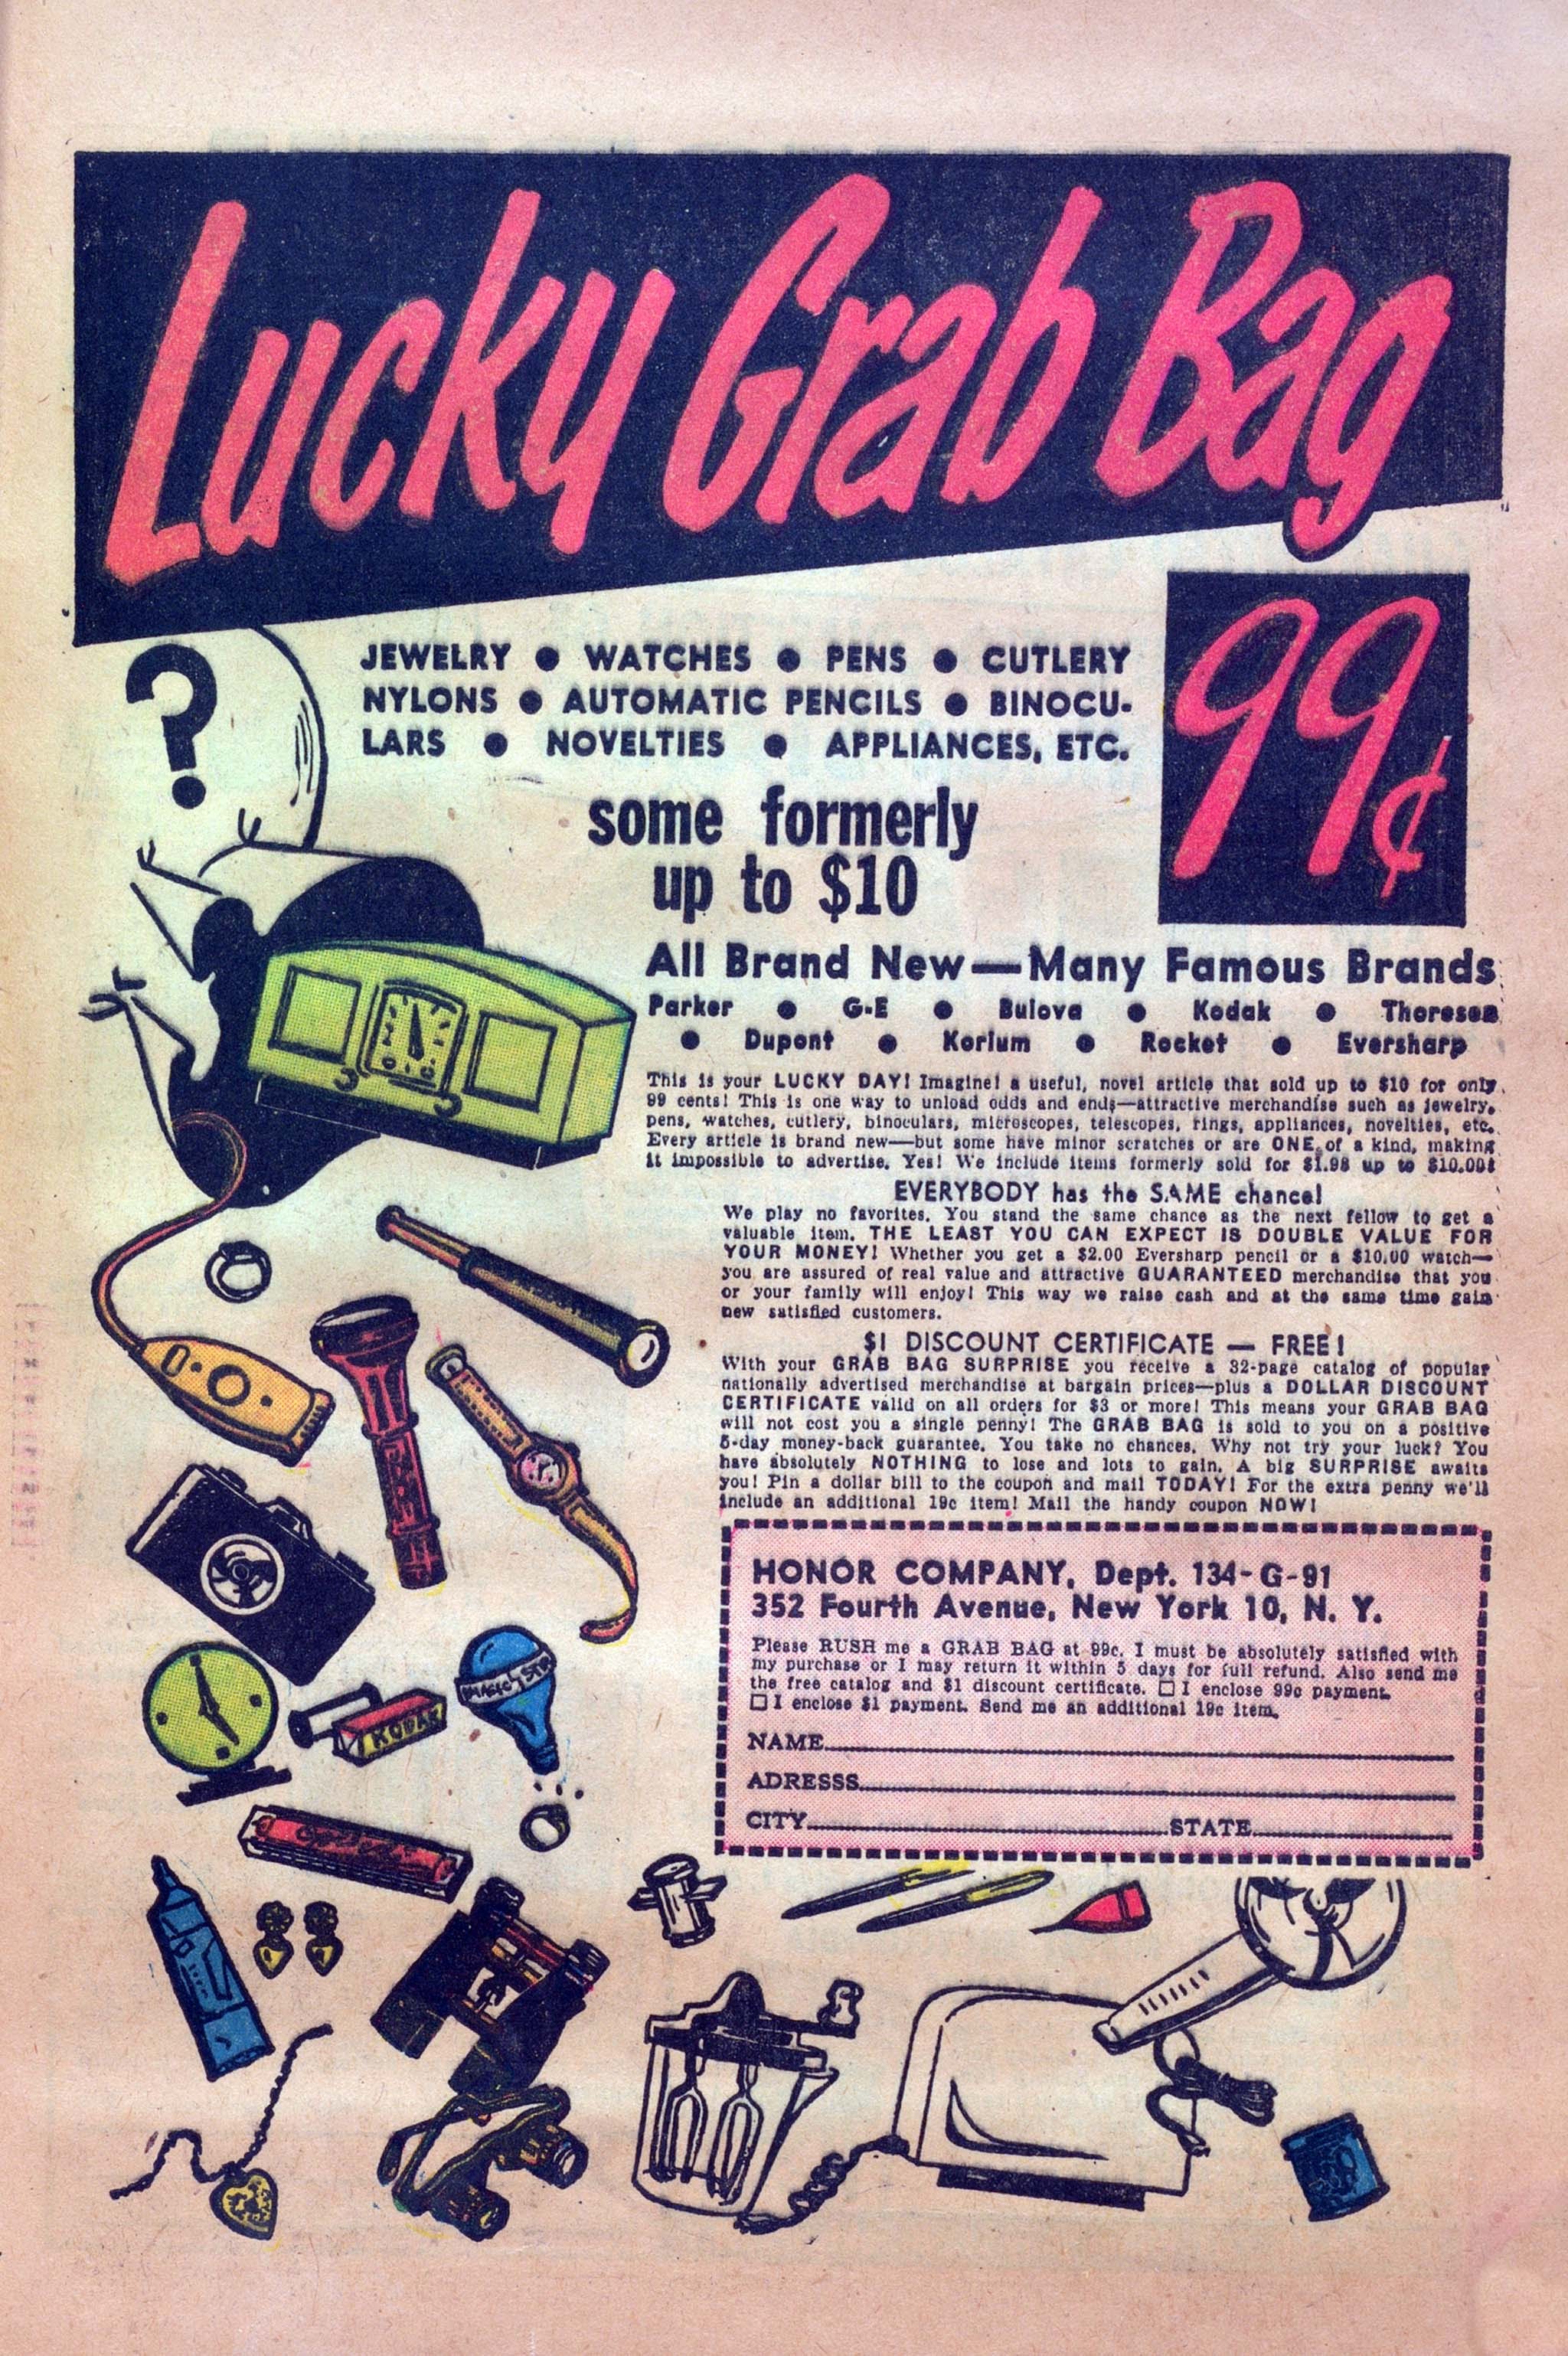 Lucky Grab Bag
99¢
?
JEWELRY ● WATCHES ● PENS ● CUTLERY
NYLONS ● AUTOMATIC PENCILS ● BINOCU-
LARS ● NOVELTIES ● APPLIANCES, ETC.
some formerly
up to $10
All Brand New—Many Famous Brands
Parker ● G-E ● Bulova ● Kodak ● Thoresen
● Dupont ● Korium ● Rocket ● Eversharp
This is your LUCKY DAY! Imagine! a useful, novel article that sold up to $10 for only
99 cents! This is one way to unload odds and ends—attractive merchandise such as jewelry,
pens, watches, cutlery, binoculars, microscopes, telescopes, rings, appliances, novelties, etc.
Every article is brand new—but some have minor scratches or are ONE of a kind, making
it impossible to advertise. Yes! We include items formerly sold for $1.98 up to $10.00!
EVERYBODY has the SAME chance!
We play no favorites. You stand the same chance as the next fellow to get a
valuable item. THE LEAST YOU CAN EXPECT IS DOUBLE VALUE FOR
YOUR MONEY! Whether you get a $2.00 Eversharp pencil or a $10.00 watch—
you are assured of real value and attractive GUARANTEED merchandise that you
or your family will enjoy! This way we raise cash and at the same time gain
new satisfied customers.
$1 DISCOUNT CERTIFICATE — FREE!
With your GRAB BAG SURPRISE you receive a 32-page catalog of popular
nationally advertised merchandise at bargain prices—plus a DOLLAR DISCOUNT
CERTIFICATE valid on all orders for $3 or more! This means your GRAB BAG
will not cost you a single penny! The GRAB BAG is sold to you on a positive
5-day money-back guarantee. You take no chances. Why not try your luck? You
have absolutely NOTHING to lose and lots to gain. A big SURPRISE awaits
you! Pin a dollar bill to the coupon and mail TODAY! For the extra penny we'll
include an additional 19c item! Mail the handy coupon NOW!
HONOR COMPANY, Dept. 134-G-91
352 Fourth Avenue, New York 10, N. Y.
Please RUSH me a GRAB BAG at 99c. I must be absolutely satisfied with
my purchase or I may return it within 5 days for full refund. Also send me
the free catalog and $1 discount certificate. ☐ I enclose 99c payment.
☐ I enclose $1 payment. Send me an additional 19c item.
NAME
ADRESSS
CITY STATE
KODAK